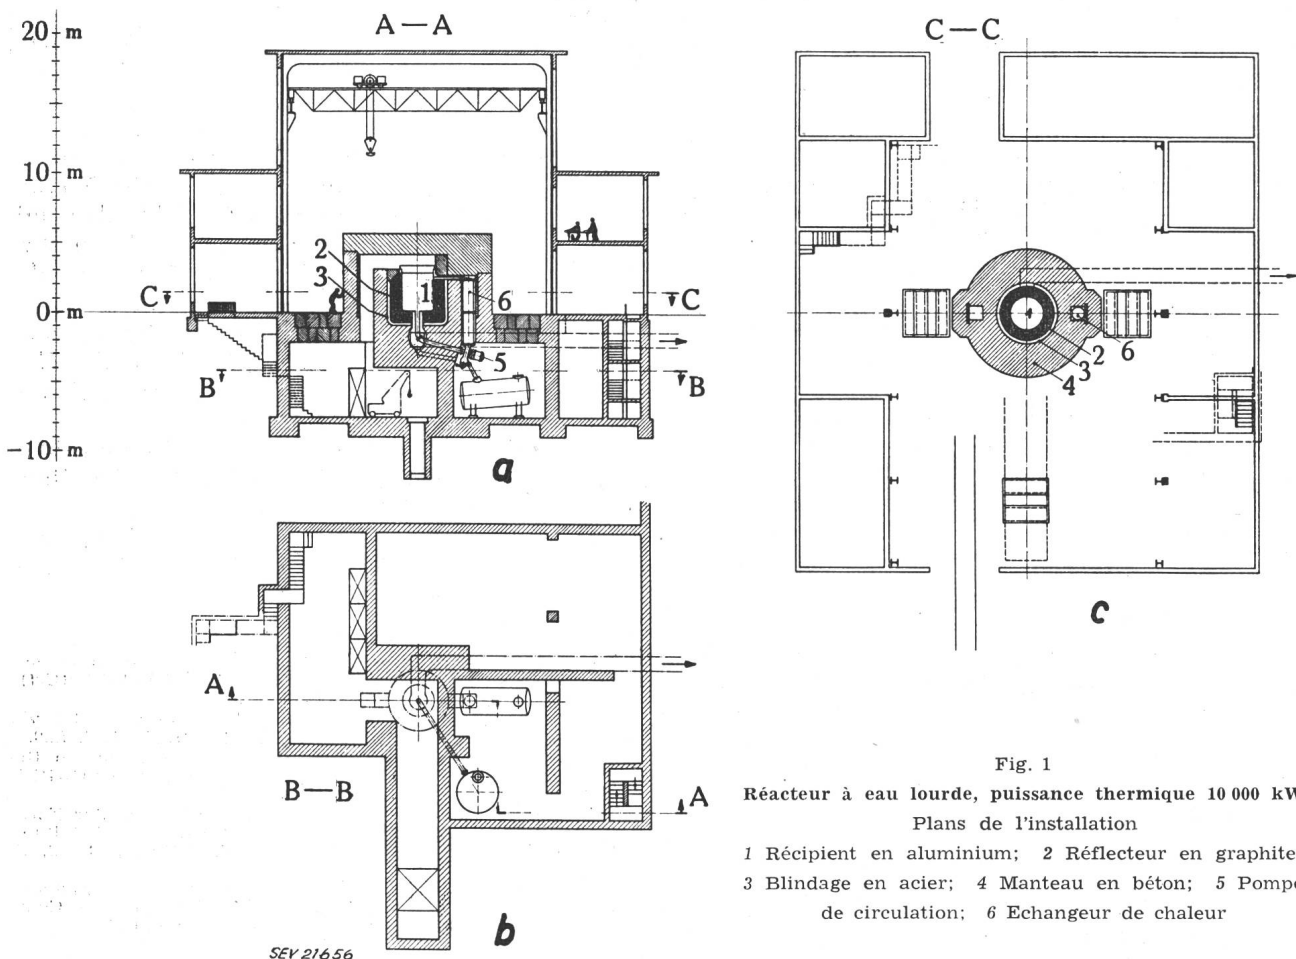 20 m
A—A
C—C
10 m
2
3
1
6
C
C
0 m
5
B
B
2
6
3
4
-10 m
a
A
c
B—B
A
b
SEV 21656
Fig. 1
Réacteur à eau lourde, puissance thermique 10 000 kW
Plans de l'installation
1 Récipient en aluminium; 2 Réflecteur en graphite
3 Blindage en acier; 4 Manteau en béton; 5 Pompe
de circulation; 6 Echangeur de chaleur